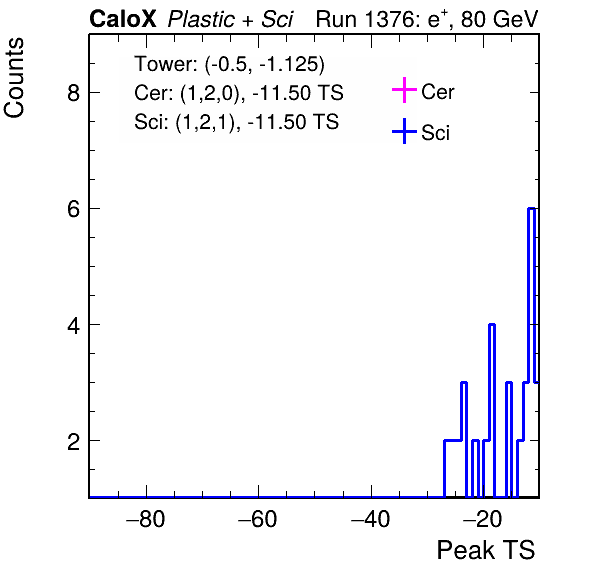 CaloX Plastic + Sci Run 1376: e⁺, 80 GeV
Counts
Tower: (-0.5, -1.125)
Cer: (1,2,0), -11.50 TS
Sci: (1,2,1), -11.50 TS
Cer
Sci
8
6
4
2
−80 −60 −40 −20
Peak TS